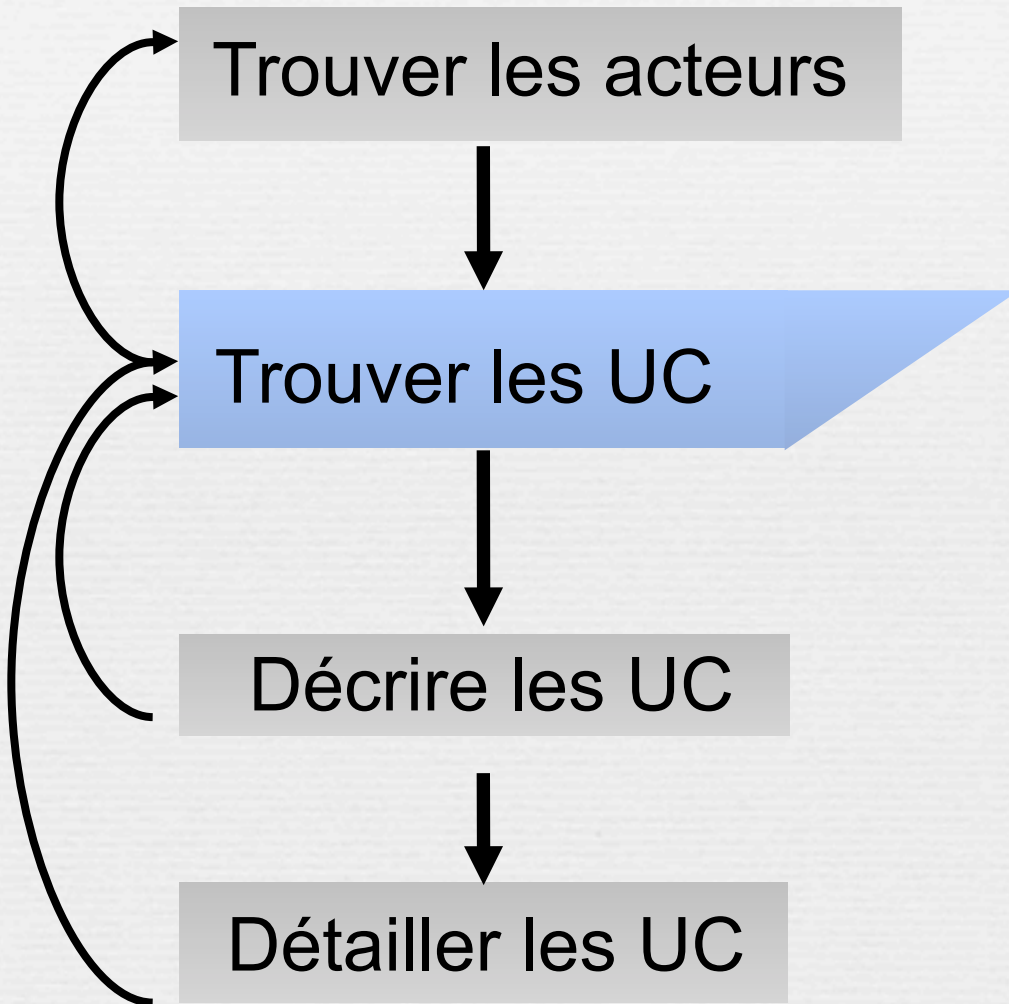 Trouver les acteurs
Trouver les UC
Décrire les UC
Détailler les UC